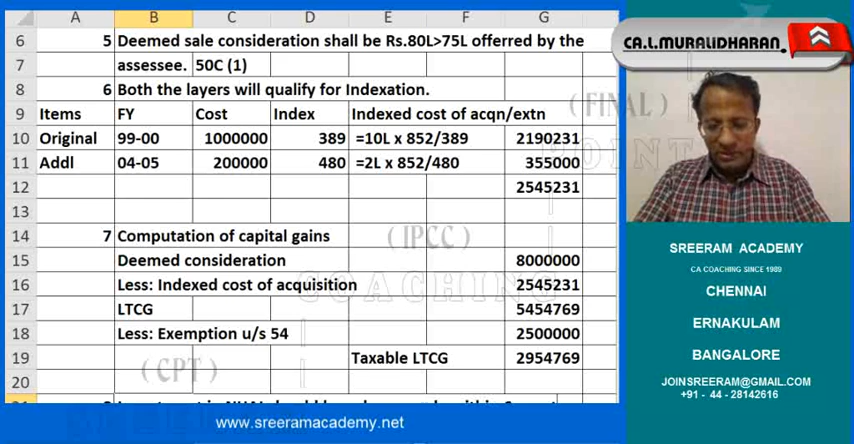 A B C D E F G
6 5 Deemed sale consideration shall be Rs.80L>75L offerred by the
7 assessee. 50C (1)
8 6 Both the layers will qualify for Indexation.
9 Items FY Cost Index Indexed cost of acqn/extn
10 Original 99-00 1000000 389 =10L x 852/389 2190231
11 Addl 04-05 200000 480 =2L x 852/480 355000
12 2545231
13
14 7 Computation of capital gains
15 Deemed consideration 8000000
16 Less: Indexed cost of acquisition 2545231
17 LTCG 5454769
18 Less: Exemption u/s 54 2500000
19 Taxable LTCG 2954769
20
(FINAL)
POINT
(IPCC)
COACHING
(CPT)
www.sreeramacademy.net
CA.L.MURALIDHARAN.
SREERAM ACADEMY
CA COACHING SINCE 1989
CHENNAI
ERNAKULAM
BANGALORE
JOINSREERAM@GMAIL.COM
+91 - 44 - 28142616